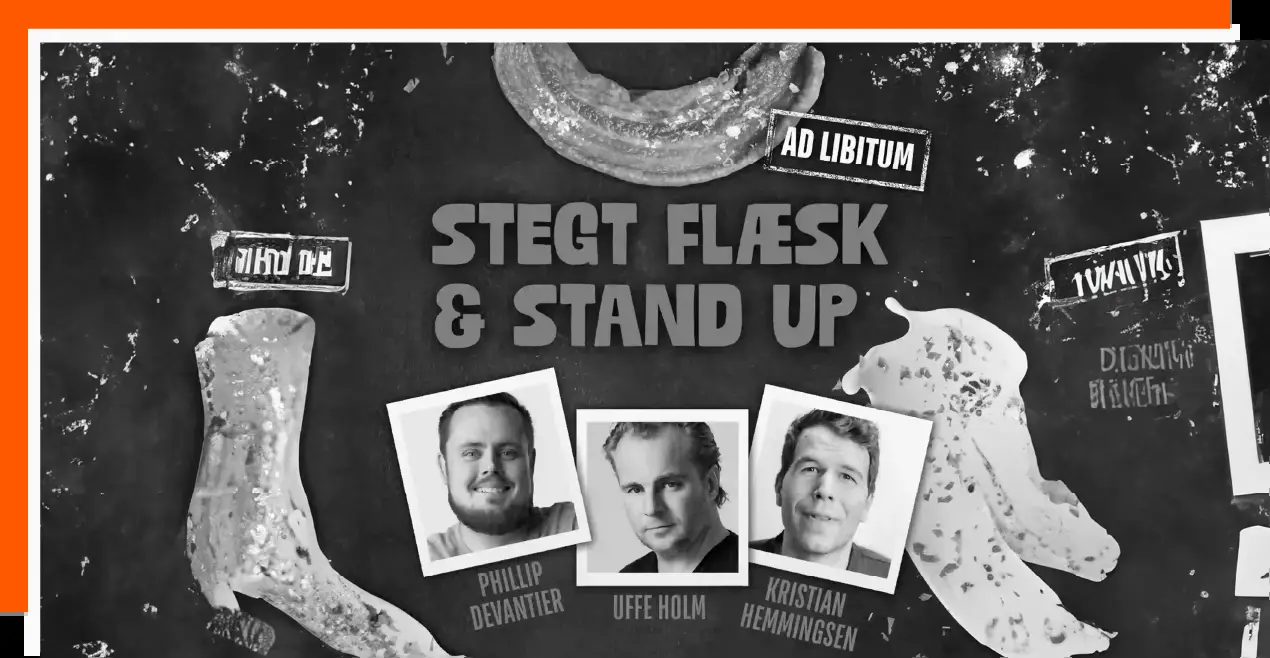 AD LIBITUM
STEGT FLÆSK
& STAND UP
PHILLIP
DEVANTIER
UFFE HOLM
KRISTIAN
HEMMINGSEN